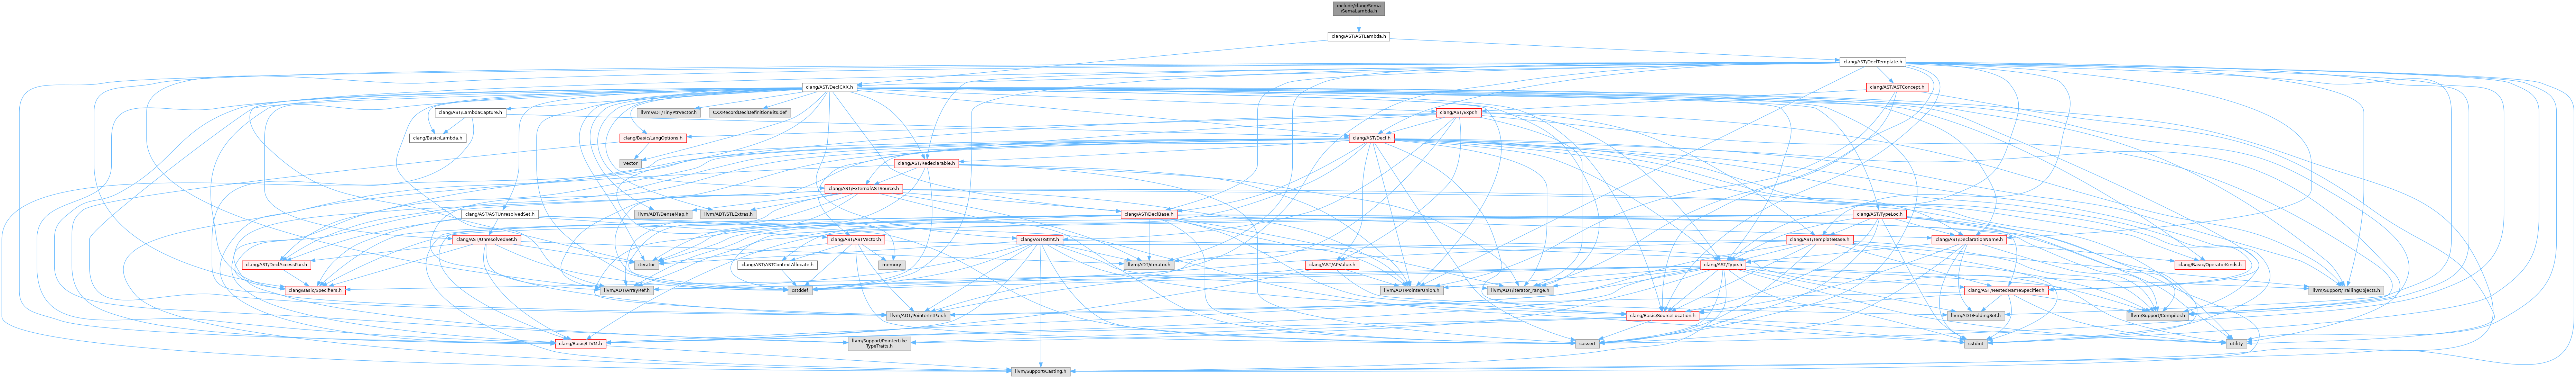 include/clang/Sema
/SemaLambda.h
clang/AST/ASTLambda.h
clang/AST/DeclTemplate.h
clang/AST/DeclCXX.h
clang/AST/ASTConcept.h
clang/AST/LambdaCapture.h
llvm/ADT/TinyPtrVector.h
CXXRecordDeclDefinitionBits.def
clang/AST/Expr.h
clang/Basic/Lambda.h
clang/Basic/LangOptions.h
clang/AST/Decl.h
vector
clang/AST/Redeclarable.h
clang/AST/ExternalASTSource.h
clang/AST/ASTUnresolvedSet.h
llvm/ADT/DenseMap.h
llvm/ADT/STLExtras.h
clang/AST/DeclBase.h
clang/AST/TypeLoc.h
clang/AST/UnresolvedSet.h
clang/AST/ASTVector.h
clang/AST/Stmt.h
clang/AST/TemplateBase.h
clang/AST/DeclarationName.h
clang/AST/DeclAccessPair.h
iterator
clang/AST/ASTContextAllocate.h
memory
llvm/ADT/iterator.h
clang/AST/APValue.h
clang/AST/Type.h
clang/Basic/OperatorKinds.h
clang/Basic/Specifiers.h
llvm/ADT/ArrayRef.h
cstddef
llvm/ADT/PointerUnion.h
llvm/ADT/iterator_range.h
clang/AST/NestedNameSpecifier.h
llvm/Support/TrailingObjects.h
llvm/ADT/PointerIntPair.h
clang/Basic/SourceLocation.h
llvm/ADT/FoldingSet.h
llvm/Support/Compiler.h
clang/Basic/LLVM.h
llvm/Support/PointerLike
TypeTraits.h
cassert
cstdint
utility
llvm/Support/Casting.h